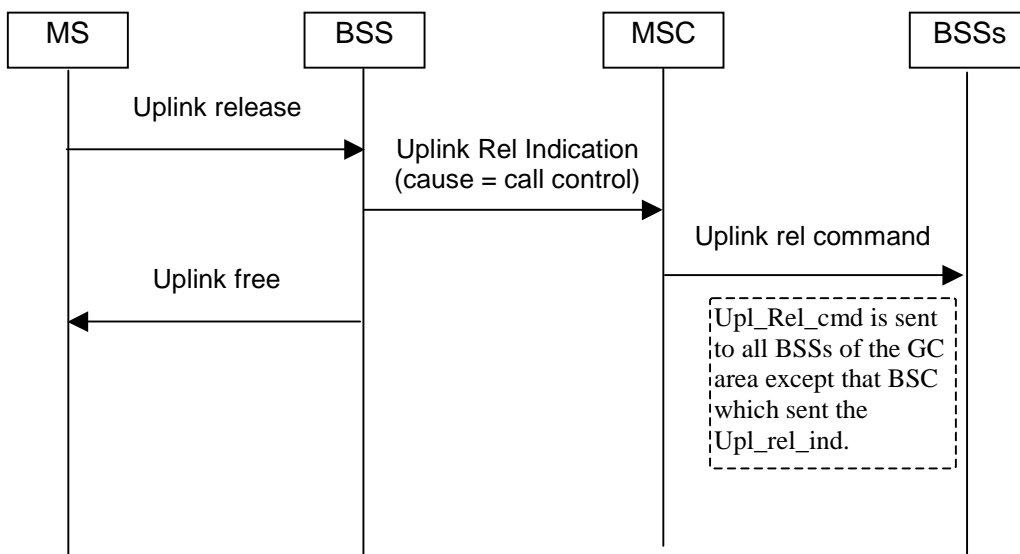 MS
BSS
MSC
BSSs
Uplink release
Uplink Rel Indication
(cause = call control)
Uplink rel command
Uplink free
Upl_Rel_cmd is sent
to all BSSs of the GC
area except that BSC
which sent the
Upl_rel_ind.